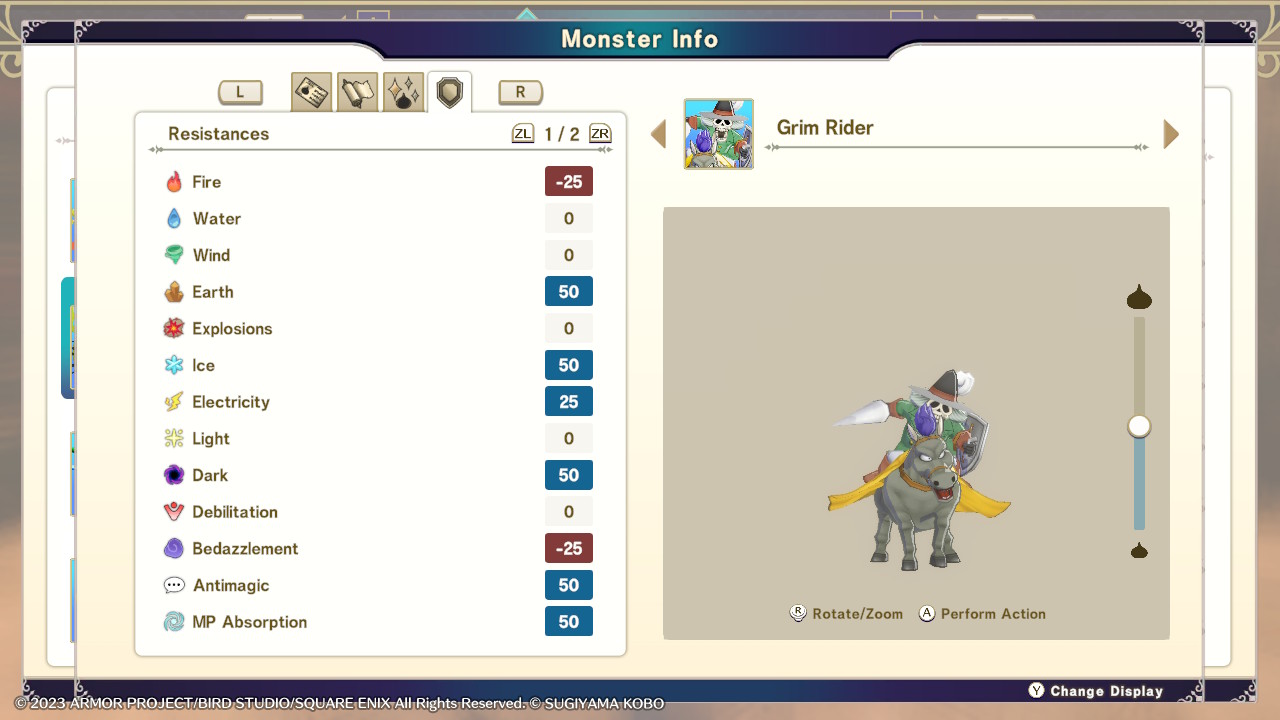 Monster Info
L
R
Resistances
ZL 1 / 2 ZR
Fire -25
Water 0
Wind 0
Earth 50
Explosions 0
Ice 50
Electricity 25
Light 0
Dark 50
Debilitation 0
Bedazzlement -25
Antimagic 50
MP Absorption 50
Grim Rider
R Rotate/Zoom A Perform Action
Y Change Display
© 2023 ARMOR PROJECT/BIRD STUDIO/SQUARE ENIX All Rights Reserved. © SUGIYAMA KOBO